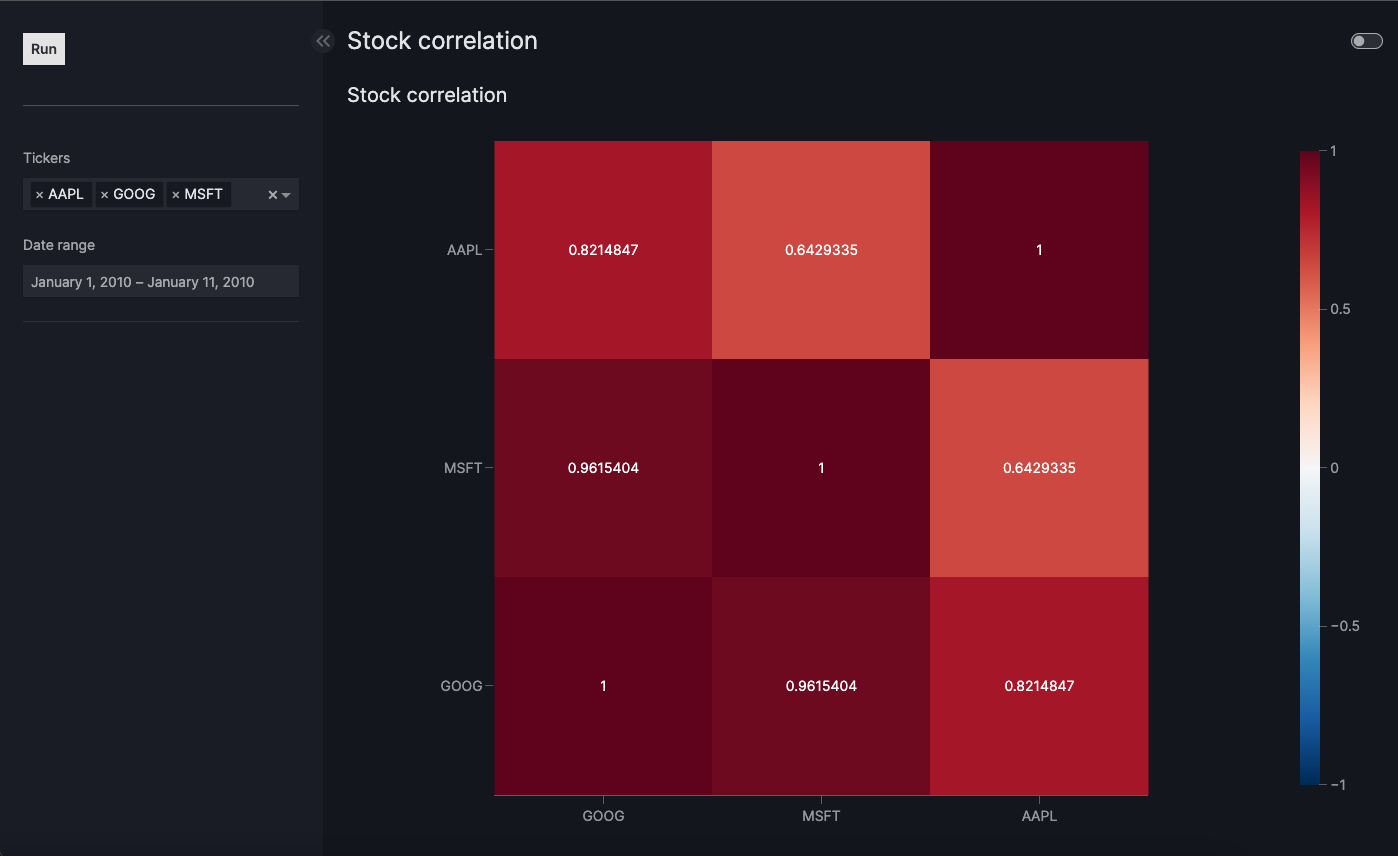 Run
Tickers
× AAPL × GOOG × MSFT
Date range
January 1, 2010 – January 11, 2010
Stock correlation
Stock correlation
AAPL 0.8214847 0.6429335 1
MSFT 0.9615404 1 0.6429335
GOOG 1 0.9615404 0.8214847
GOOG MSFT AAPL
1
0.5
0
−0.5
−1